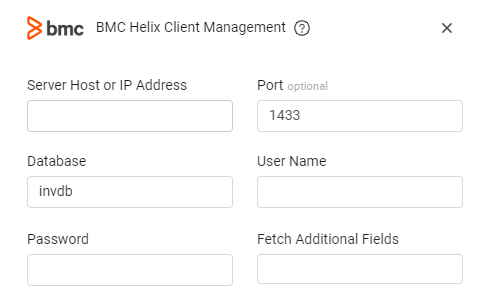 bmc BMC Helix Client Management ?
Server Host or IP Address Port optional
1433
Database User Name
invdb
Password Fetch Additional Fields